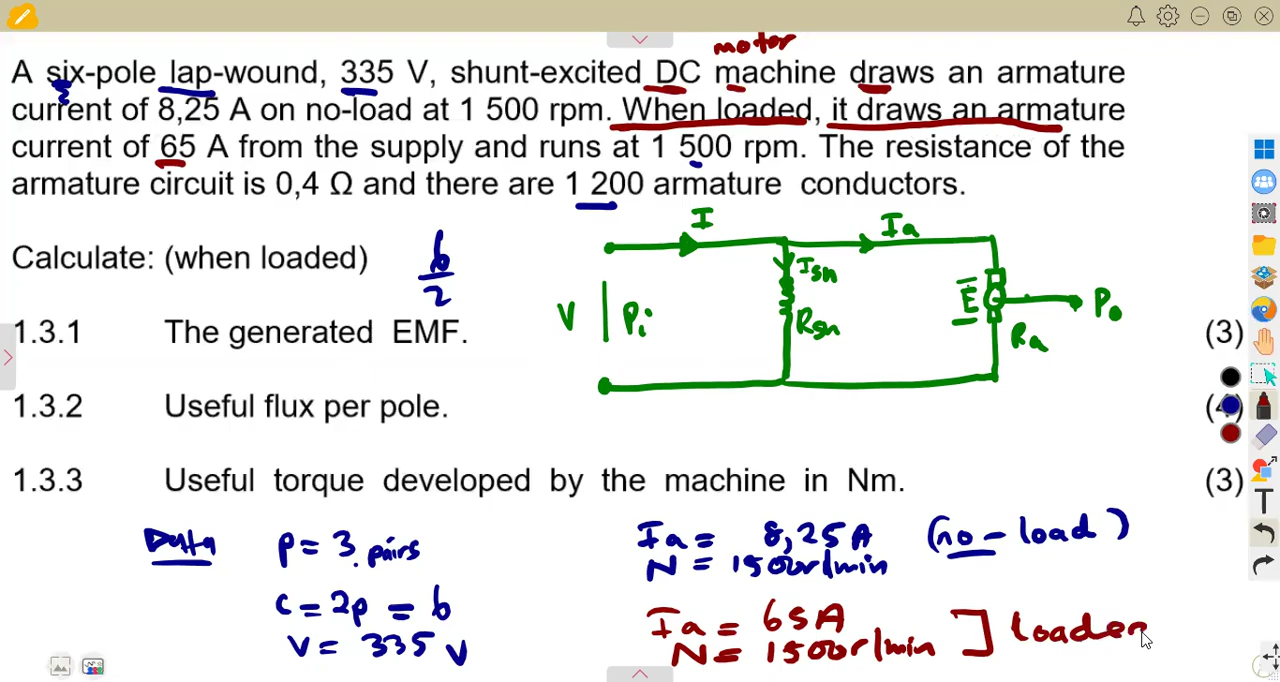 motor
A six-pole lap-wound, 335 V, shunt-excited DC machine draws an armature
current of 8,25 A on no-load at 1 500 rpm. When loaded, it draws an armature
current of 65 A from the supply and runs at 1 500 rpm. The resistance of the
armature circuit is 0,4 Ω and there are 1 200 armature conductors.
I
Ia
Calculate: (when loaded)
6/2
Ish
V Pi Rsh E Ra Po
1.3.1 The generated EMF. (3)
1.3.2 Useful flux per pole. (4)
1.3.3 Useful torque developed by the machine in Nm. (3)
Data p = 3 pairs Ia = 8,25A (no-load)
N = 1500r/min
c = 2p = 6 Ia = 65A loaded
V = 335 V N = 1500r/min
T